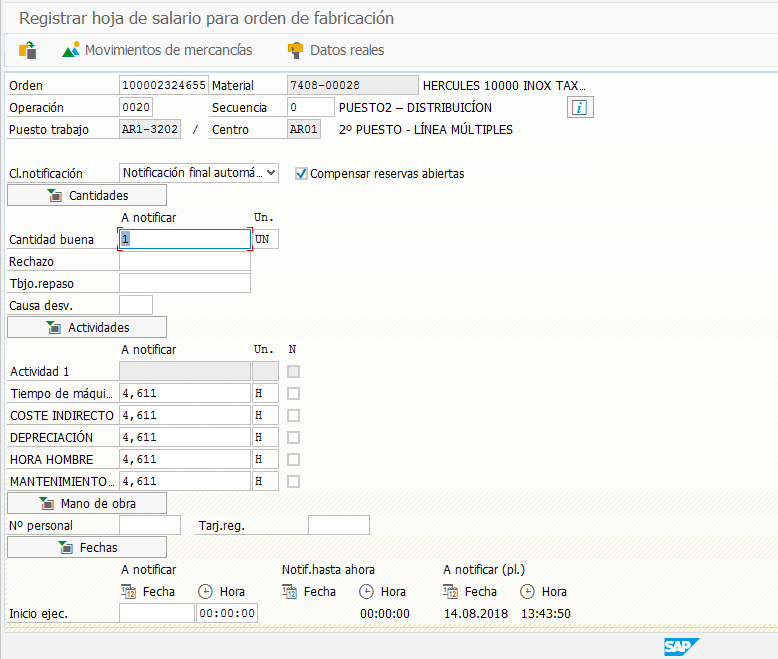 Registrar hoja de salario para orden de fabricación
Movimientos de mercancías Datos reales
Orden 100002324655 Material 7408-00028 HERCULES 10000 INOX TAX...
Operación 0020 Secuencia 0 PUESTO2 – DISTRIBUICÍON
Puesto trabajo AR1-3202 / Centro AR01 2º PUESTO - LÍNEA MÚLTIPLES
Cl.notificación Notificación final automá... Compensar reservas abiertas
Cantidades
A notificar Un.
Cantidad buena 1 UN
Rechazo
Tbjo.repaso
Causa desv.
Actividades
A notificar Un. N
Actividad 1
Tiempo de máqui... 4,611 H
COSTE INDIRECTO 4,611 H
DEPRECIACIÓN 4,611 H
HORA HOMBRE 4,611 H
MANTENIMIENTO... 4,611 H
Mano de obra
Nº personal Tarj.reg.
Fechas
A notificar Notif.hasta ahora A notificar (pl.)
Fecha Hora Fecha Hora Fecha Hora
Inicio ejec. 00:00:00 00:00:00 14.08.2018 13:43:50
SAP